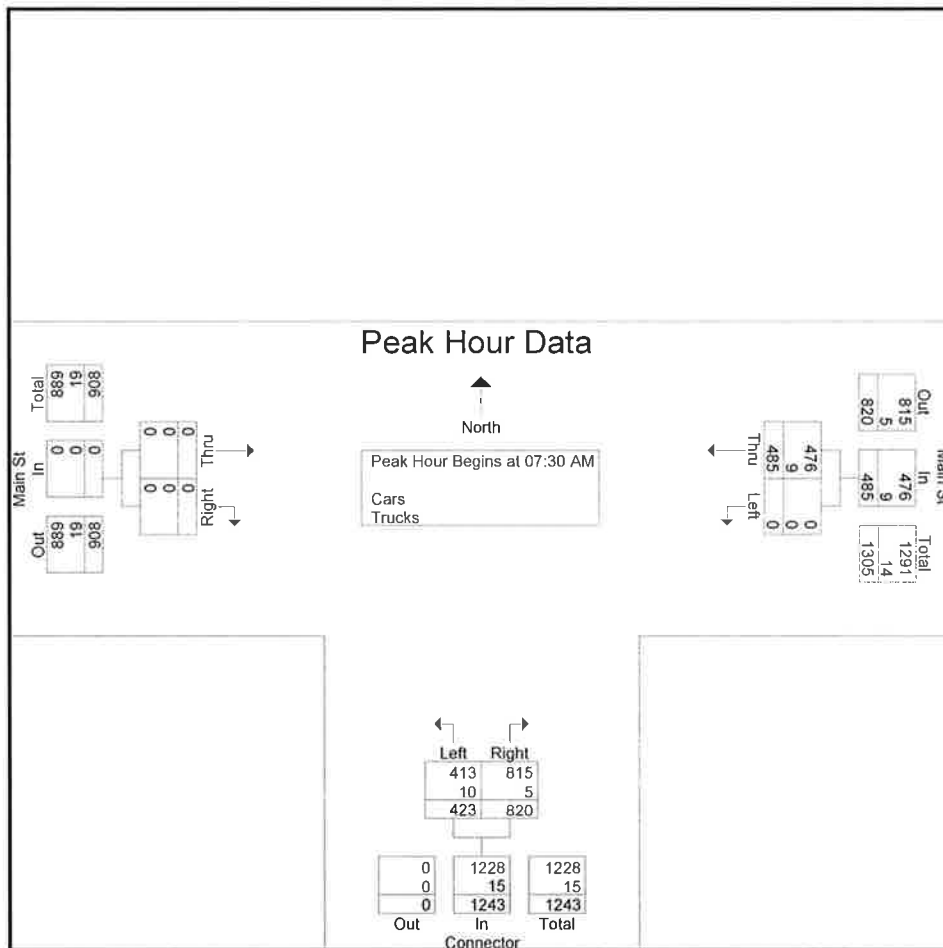 Peak Hour Data
North
Peak Hour Begins at 07:30 AM
Cars
Trucks
Main St
Total
889
19
908
In
0
0
0
Out
889
19
908
Thru
0
0
0
Right
0
0
0
Main St
Out
815
5
820
In
476
9
485
Total
1291
14
1305
Thru
476
9
485
Left
0
0
0
Left Right
413 815
10 5
423 820
0 1228 1228
0 15 15
0 1243 1243
Out In Total
Connector